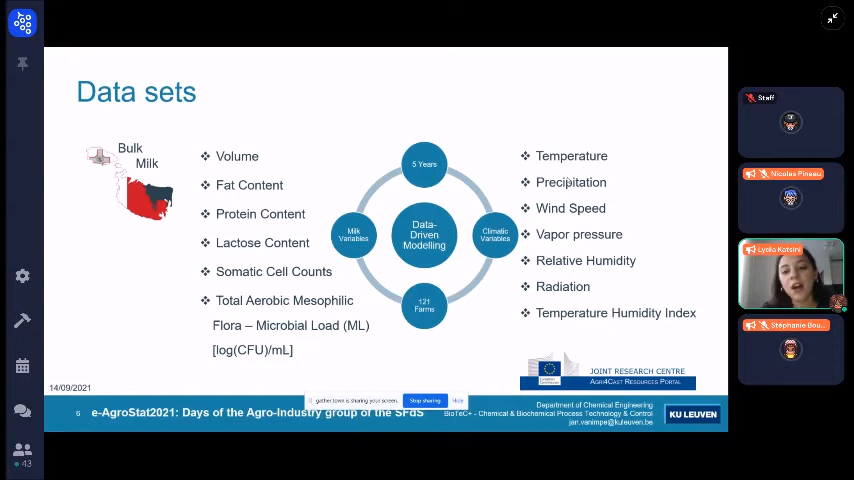 Data sets
Bulk
Milk
❖ Volume
❖ Fat Content
❖ Protein Content
❖ Lactose Content
❖ Somatic Cell Counts
❖ Total Aerobic Mesophilic
Flora – Microbial Load (ML)
[log(CFU)/mL]
5 Years
Milk
Variables
Data-
Driven
Modelling
Climatic
Variables
121
Farms
❖ Temperature
❖ Precipitation
❖ Wind Speed
❖ Vapor pressure
❖ Relative Humidity
❖ Radiation
❖ Temperature Humidity Index
JOINT RESEARCH CENTRE
AGRI4CAST RESOURCES PORTAL
14/09/2021
6
e-AgroStat2021: Days of the Agro-Industry group of the SFdS
gather.town is sharing your screen.
Stop sharing
Hide
Department of Chemical Engineering
BioTeC+ - Chemical & Biochemical Process Technology & Control
jan.vanimpe@kuleuven.be
KU LEUVEN
Staff
Nicolas Pineau
Lydia Katsini
Stéphanie Bou...
43